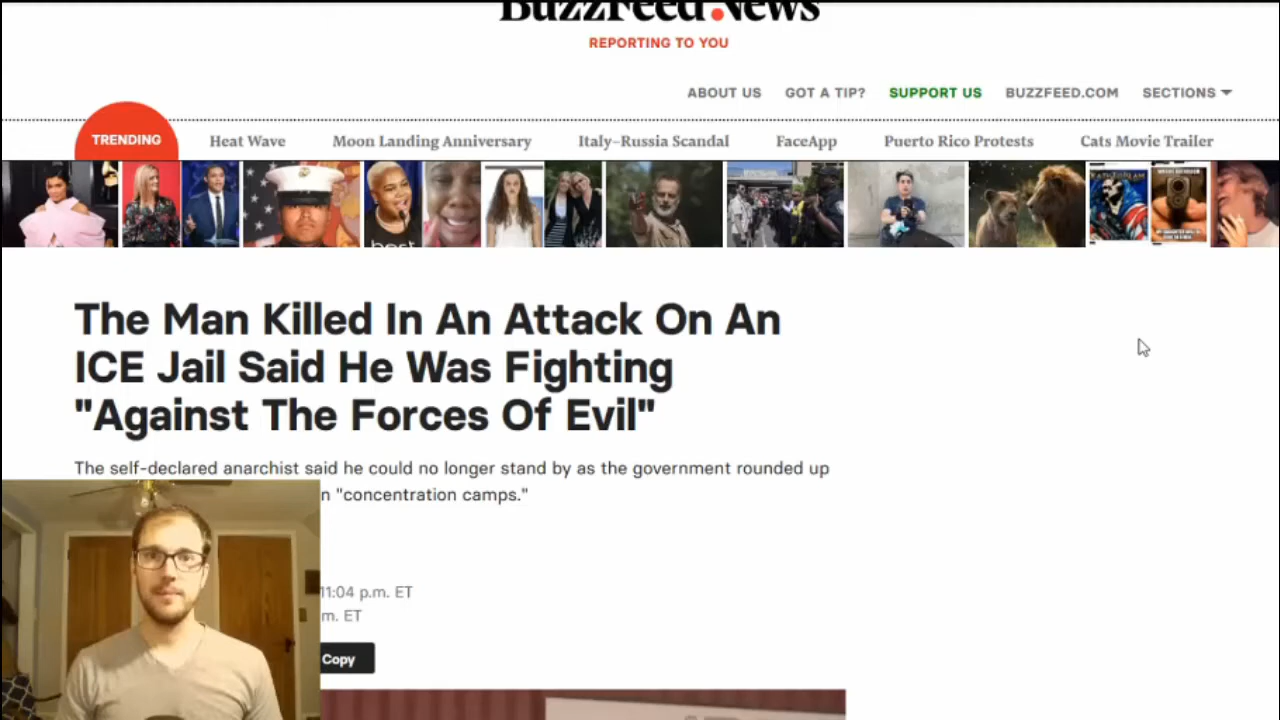 BuzzFeed News
REPORTING TO YOU
ABOUT US GOT A TIP? SUPPORT US BUZZFEED.COM SECTIONS
TRENDING Heat Wave Moon Landing Anniversary Italy–Russia Scandal FaceApp Puerto Rico Protests Cats Movie Trailer
best
The Man Killed In An Attack On An
ICE Jail Said He Was Fighting
"Against The Forces Of Evil"
The self-declared anarchist said he could no longer stand by as the government rounded up
n "concentration camps."
11:04 p.m. ET
m. ET
Copy